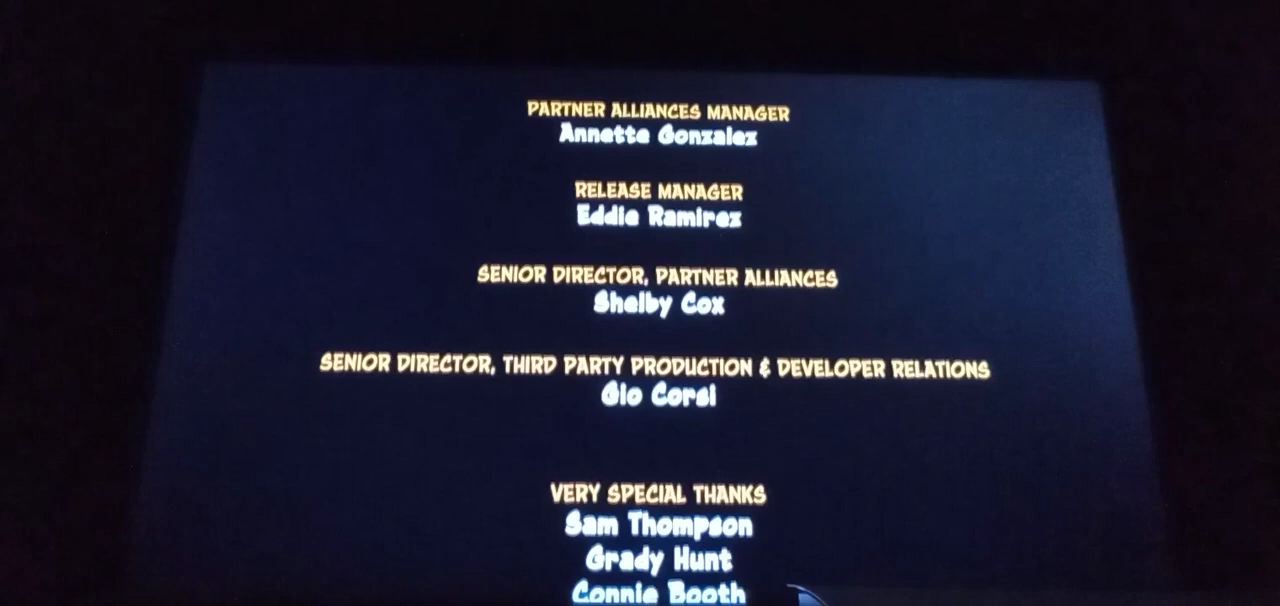 PARTNER ALLIANCES MANAGER
Annette Gonzalez
RELEASE MANAGER
Eddie Ramirez
SENIOR DIRECTOR, PARTNER ALLIANCES
Shelby Cox
SENIOR DIRECTOR, THIRD PARTY PRODUCTION & DEVELOPER RELATIONS
Gio Corsi
VERY SPECIAL THANKS
Sam Thompson
Grady Hunt
Connie Booth